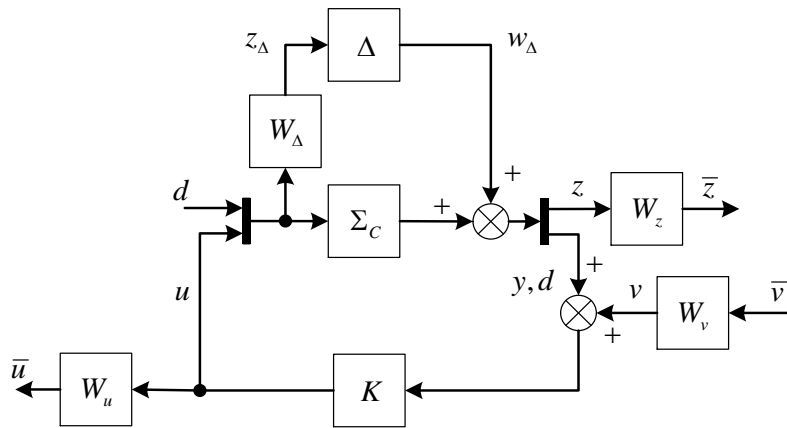 z_Δ
Δ
w_Δ
W_Δ
d
+
Σ_C
+
z
W_z
z̅
u
y, d
+
v
W_v
v̅
+
u̅
W_u
K